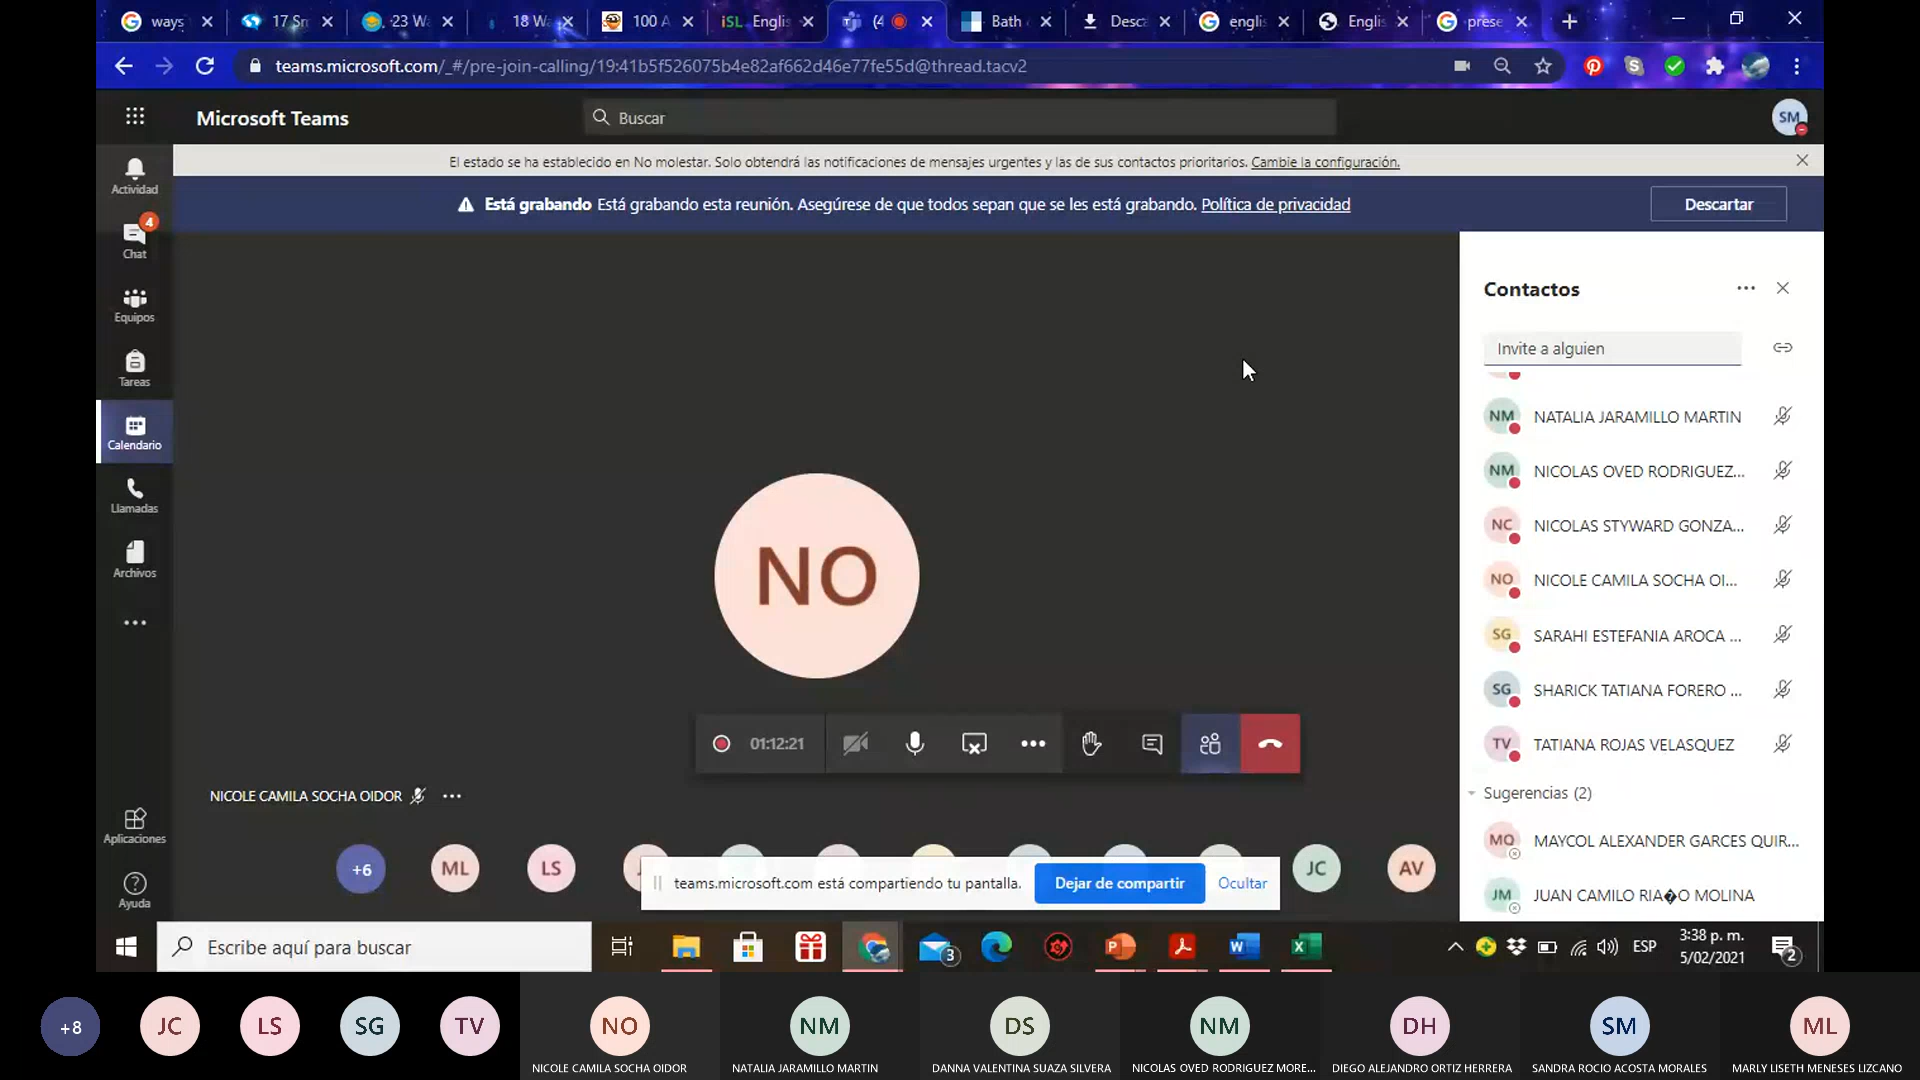 ways
17 Sn
23 Wa
18 Wa
100 A
iSL Englis
(4
Bath
Desca
englis
Englis
prese
teams.microsoft.com/_#/pre-join-calling/19:41b5f526075b4e82af662d46e77fe55d@thread.tacv2
Microsoft Teams
Buscar
SM
El estado se ha establecido en No molestar. Solo obtendrá las notificaciones de mensajes urgentes y las de sus contactos prioritarios. Cambie la configuración.
Está grabando Está grabando esta reunión. Asegúrese de que todos sepan que se les está grabando. Política de privacidad
Descartar
Actividad
4
Chat
Equipos
Tareas
Calendario
Llamadas
Archivos
Aplicaciones
Ayuda
NO
01:12:21
NICOLE CAMILA SOCHA OIDOR
+6
ML
LS
JC
AV
Contactos
Invite a alguien
NM NATALIA JARAMILLO MARTIN
NM NICOLAS OVED RODRIGUEZ...
NC NICOLAS STYWARD GONZA...
NO NICOLE CAMILA SOCHA OI...
SG SARAHI ESTEFANIA AROCA ...
SG SHARICK TATIANA FORERO ...
TV TATIANA ROJAS VELASQUEZ
Sugerencias (2)
MQ MAYCOL ALEXANDER GARCES QUIR...
JM JUAN CAMILO RIA�O MOLINA
teams.microsoft.com está compartiendo tu pantalla.
Dejar de compartir
Ocultar
Escribe aquí para buscar
3
ESP
3:38 p. m.
5/02/2021
2
+8
JC
LS
SG
TV
NO
NICOLE CAMILA SOCHA OIDOR
NM
NATALIA JARAMILLO MARTIN
DS
DANNA VALENTINA SUAZA SILVERA
NM
NICOLAS OVED RODRIGUEZ MORE...
DH
DIEGO ALEJANDRO ORTIZ HERRERA
SM
SANDRA ROCIO ACOSTA MORALES
ML
MARLY LISETH MENESES LIZCANO